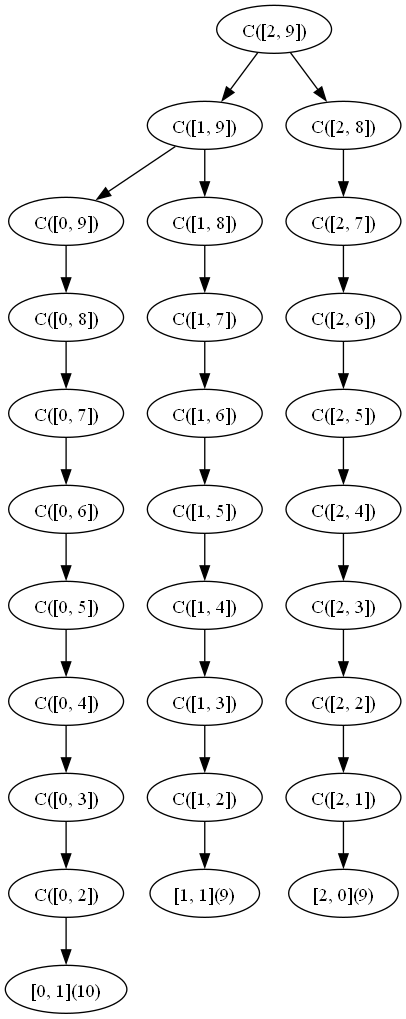 C([2, 9])
C([1, 9])
C([2, 8])
C([0, 9])
C([1, 8])
C([2, 7])
C([0, 8])
C([1, 7])
C([2, 6])
C([0, 7])
C([1, 6])
C([2, 5])
C([0, 6])
C([1, 5])
C([2, 4])
C([0, 5])
C([1, 4])
C([2, 3])
C([0, 4])
C([1, 3])
C([2, 2])
C([0, 3])
C([1, 2])
C([2, 1])
C([0, 2])
[1, 1](9)
[2, 0](9)
[0, 1](10)